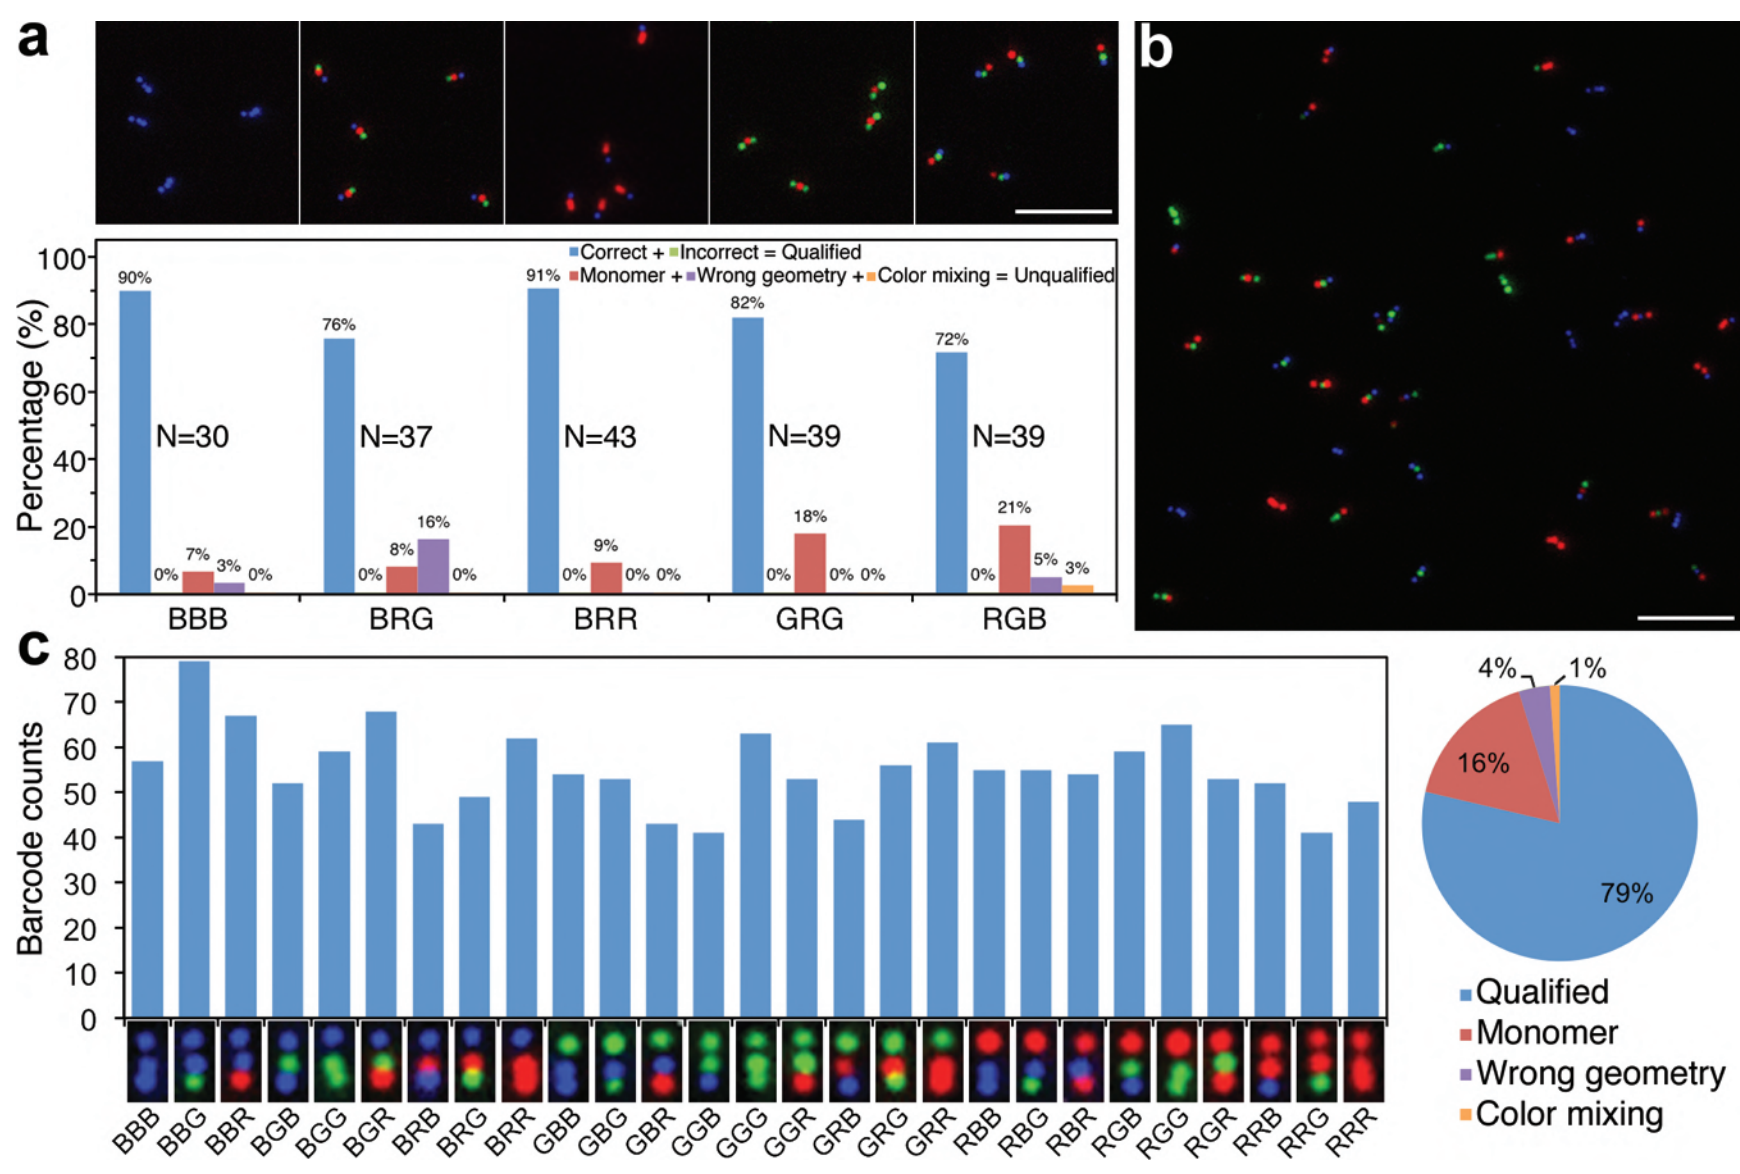 a
b
100
80
60
40
20
0
Percentage (%)
Correct + Incorrect = Qualified
Monomer + Wrong geometry + Color mixing = Unqualified
90%
0%
7%
3%
0%
N=30
76%
0%
8%
16%
0%
N=37
91%
0%
9%
0%
0%
N=43
82%
0%
18%
0%
0%
N=39
72%
0%
21%
5%
3%
N=39
BBB
BRG
BRR
GRG
RGB
c
80
70
60
50
40
30
20
10
0
Barcode counts
BBB
BBG
BBR
BGB
BGG
BGR
BRB
BRG
BRR
GBB
GBG
GBR
GGB
GGG
GGR
GRB
GRG
GRR
RBB
RBG
RBR
RGB
RGG
RGR
RRB
RRG
RRR
4%
1%
16%
79%
Qualified
Monomer
Wrong geometry
Color mixing